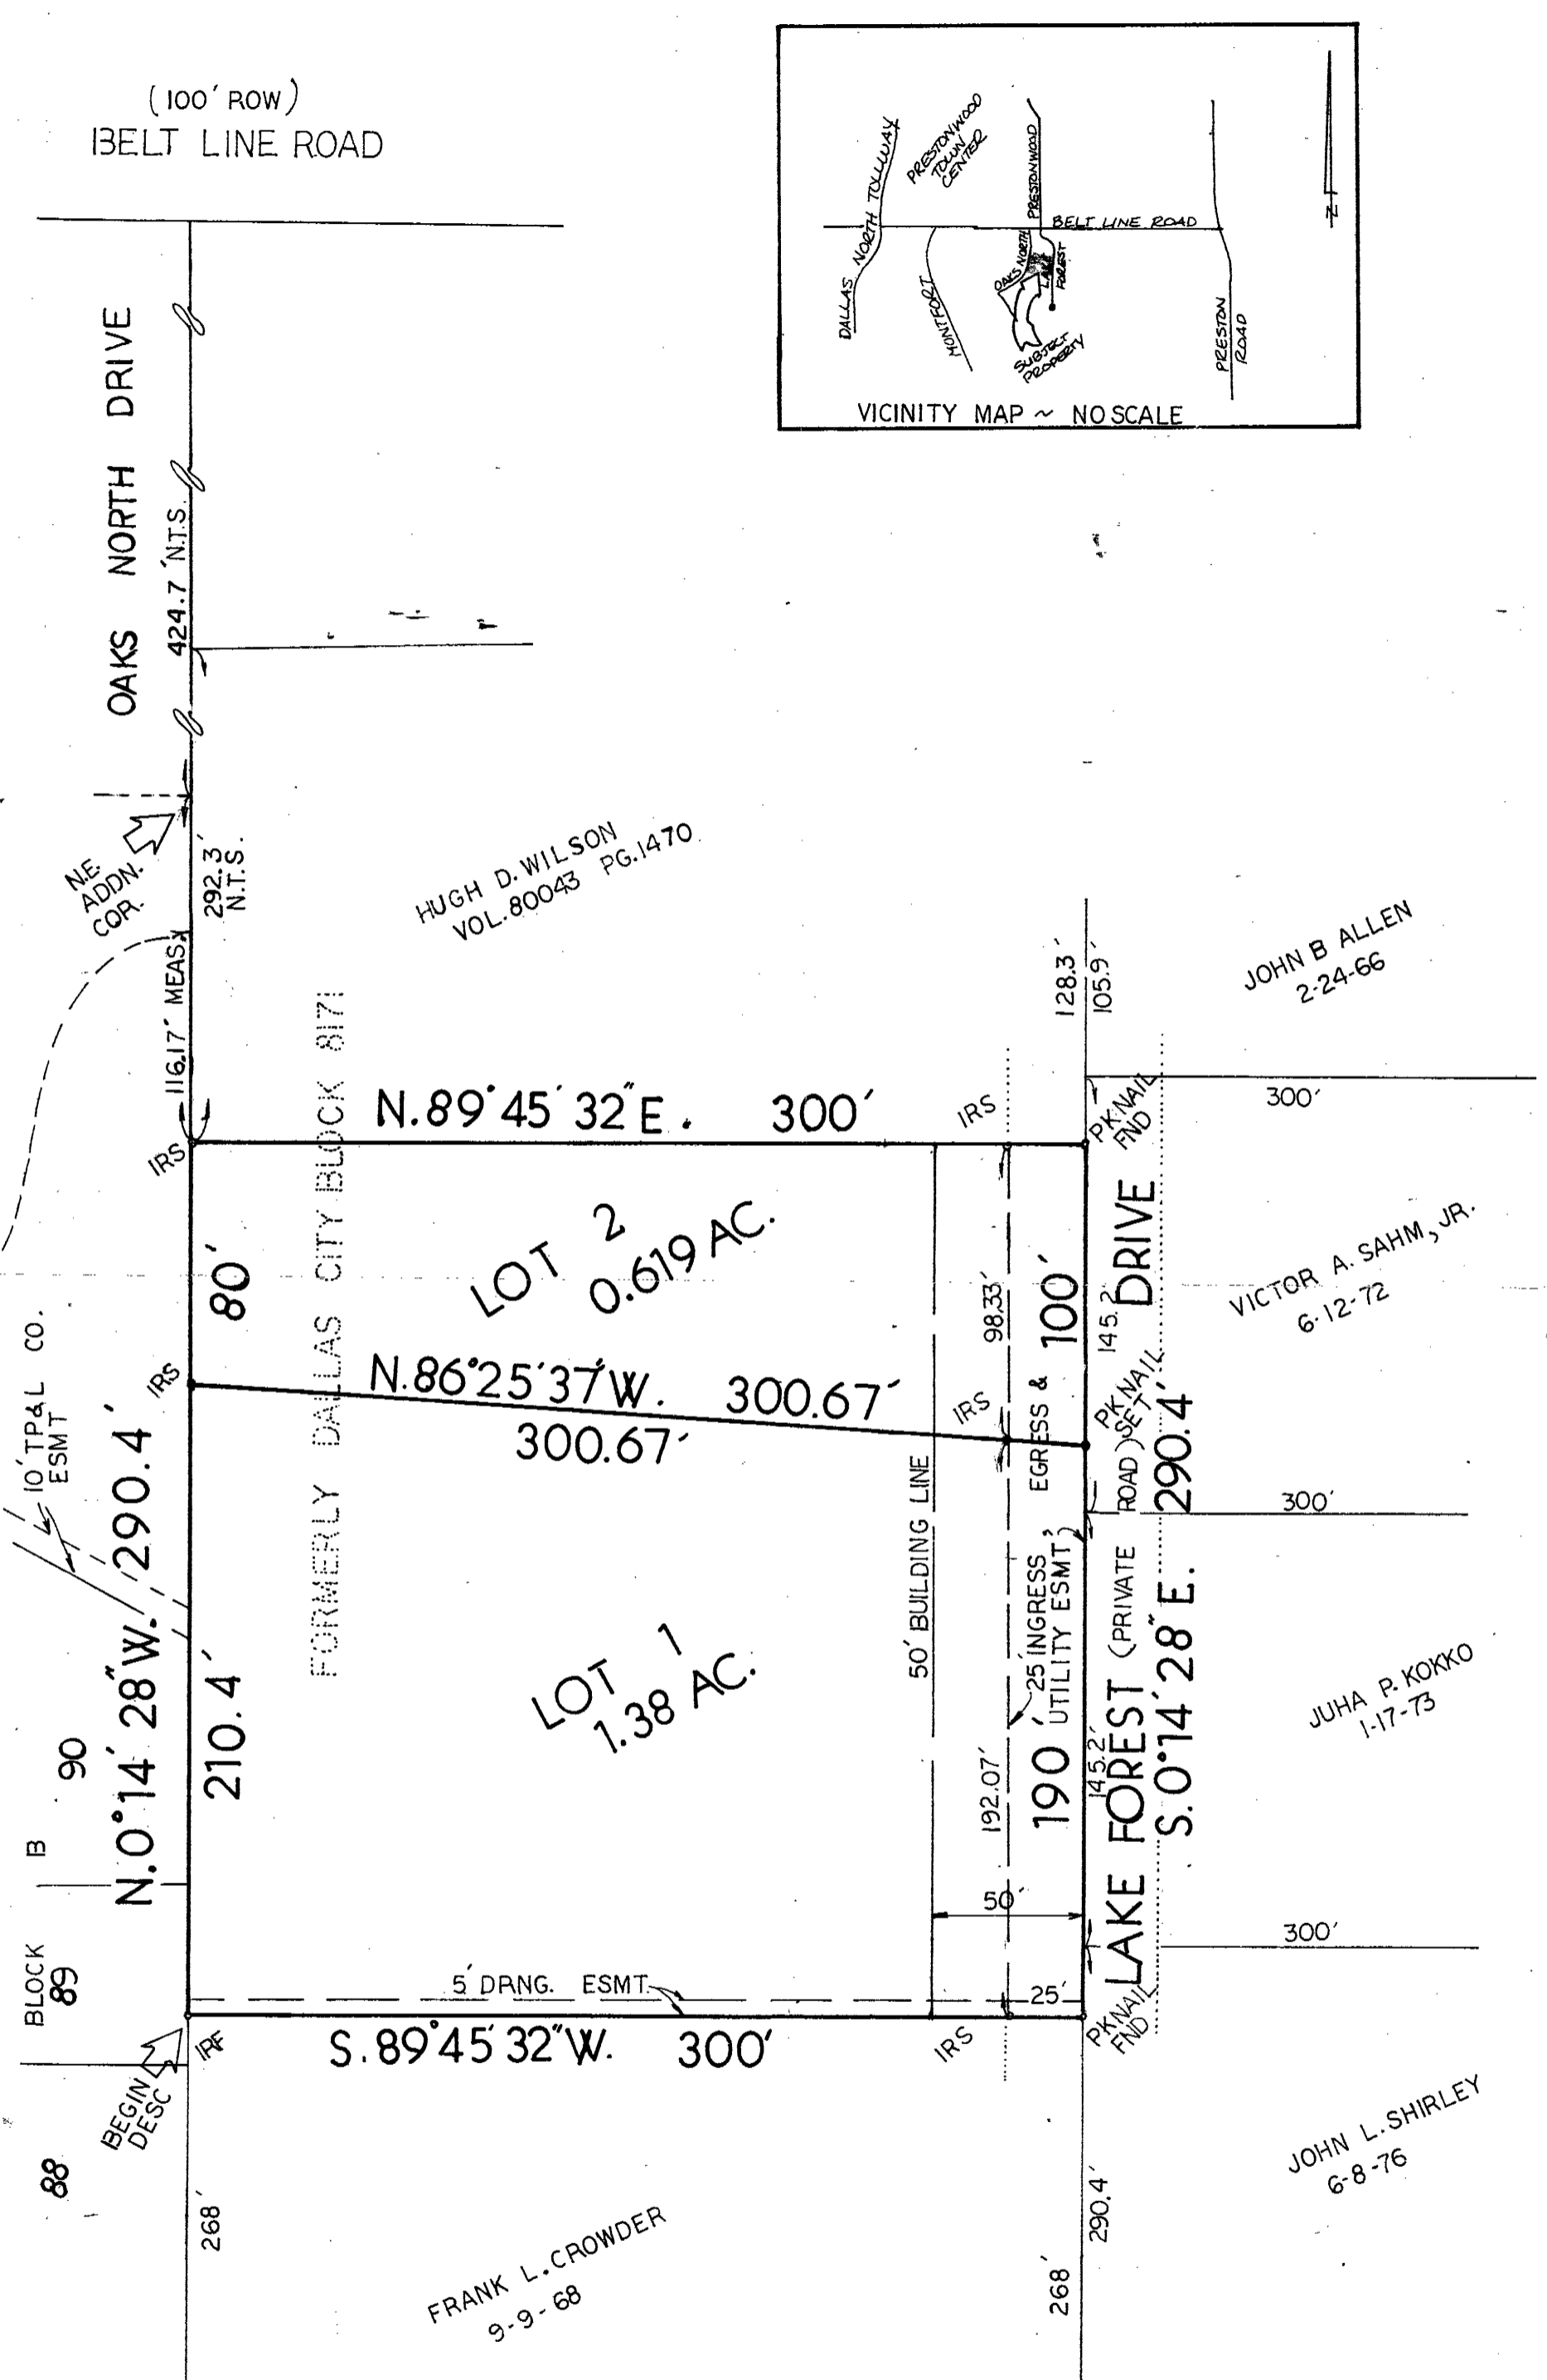 (100' ROW)
BELT LINE ROAD
DALLAS NORTH TOLLWAY
PRESTONWOOD
TOWN
CENTER
PRESTONWOOD
BELT LINE ROAD
MONTFORT
OAKS NORTH
LAKE
FOREST
SUBJECT
PROPERTY
PRESTON
ROAD
N
VICINITY MAP ~ NO SCALE
OAKS NORTH DRIVE
424.7' N.T.S.
N.E.
ADDN.
COR.
292.3'
N.T.S.
116.17' MEAS.
HUGH D. WILSON
VOL. 80043 PG. 1470
JOHN B ALLEN
2-24-66
128.3'
105.9'
300'
FORMERLY DALLAS CITY BLOCK 8171
N. 89°45'32" E. 300'
IRS
IRS
PK NAIL
FND
80'
LOT 2
0.619 AC.
98.33'
100'
145.2'
VICTOR A. SAHM, JR.
6-12-72
IRS
N. 86°25'37" W. 300.67'
300.67'
IRS
PK NAIL
SET
300'
10' TP&L CO.
ESMT
N. 0°14'28" W. 290.4'
210.4'
LOT 1
1.38 AC.
50' BUILDING LINE
25' INGRESS, EGRESS &
UTILITY ESMT
192.07'
190'
145.2'
LAKE FOREST (PRIVATE ROAD) DRIVE
S. 0°14'28" E. 290.4'
JUHA P. KOKKO
1-17-73
BLOCK B
90
89
88
50'
300'
5' DRNG. ESMT.
25'
IRF
S. 89°45'32" W. 300'
IRS
PK NAIL
FND
BEGIN
DESC
268'
FRANK L. CROWDER
9-9-68
290.4'
268'
JOHN L. SHIRLEY
6-8-76